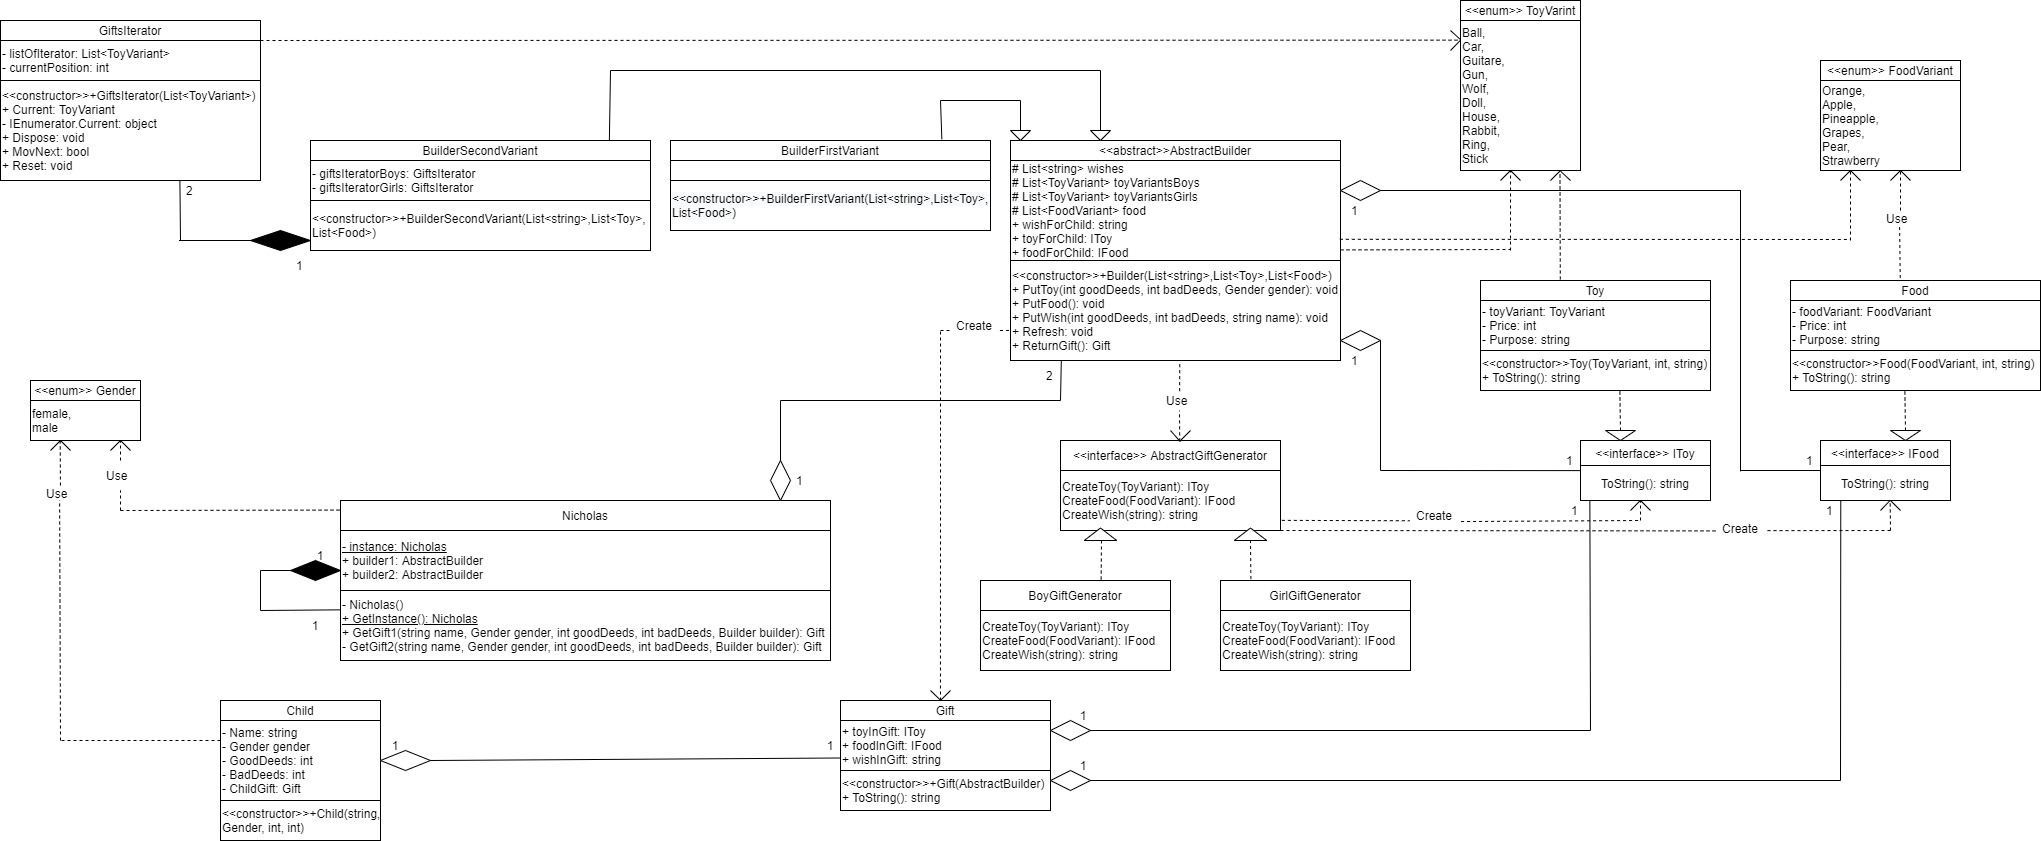 GiftsIterator
- listOfIterator: List<ToyVariant>
- currentPosition: int
<<constructor>>+GiftsIterator(List<ToyVariant>)
+ Current: ToyVariant
- IEnumerator.Current: object
+ Dispose: void
+ MovNext: bool
+ Reset: void
2
1
BuilderSecondVariant
- giftsIteratorBoys: GiftsIterator
- giftsIteratorGirls: GiftsIterator
<<constructor>>+BuilderSecondVariant(List<string>,List<Toy>,
List<Food>)
BuilderFirstVariant
<<constructor>>+BuilderFirstVariant(List<string>,List<Toy>,
List<Food>)
<<abstract>>AbstractBuilder
# List<string> wishes
# List<ToyVariant> toyVariantsBoys
# List<ToyVariant> toyVariantsGirls
# List<FoodVariant> food
+ wishForChild: string
+ toyForChild: IToy
+ foodForChild: IFood
<<constructor>>+Builder(List<string>,List<Toy>,List<Food>)
+ PutToy(int goodDeeds, int badDeeds, Gender gender): void
+ PutFood(): void
+ PutWish(int goodDeeds, int badDeeds, string name): void
+ Refresh: void
+ ReturnGift(): Gift
1
1
2
Create
Use
<<enum>> ToyVarint
Ball,
Car,
Guitare,
Gun,
Wolf,
Doll,
House,
Rabbit,
Ring,
Stick
<<enum>> FoodVariant
Orange,
Apple,
Pineapple,
Grapes,
Pear,
Strawberry
Use
Toy
- toyVariant: ToyVariant
- Price: int
- Purpose: string
<<constructor>>Toy(ToyVariant, int, string)
+ ToString(): string
Food
- foodVariant: FoodVariant
- Price: int
- Purpose: string
<<constructor>>Food(FoodVariant, int, string)
+ ToString(): string
<<enum>> Gender
female,
male
Use
Use
<<interface>> AbstractGiftGenerator
CreateToy(ToyVariant): IToy
CreateFood(FoodVariant): IFood
CreateWish(string): string
1
<<interface>> IToy
ToString(): string
1
1
<<interface>> IFood
ToString(): string
1
Create
Create
1
Nicholas
- instance: Nicholas
+ builder1: AbstractBuilder
+ builder2: AbstractBuilder
- Nicholas()
+ GetInstance(): Nicholas
+ GetGift1(string name, Gender gender, int goodDeeds, int badDeeds, Builder builder): Gift
- GetGift2(string name, Gender gender, int goodDeeds, int badDeeds, Builder builder): Gift
1
1
BoyGiftGenerator
CreateToy(ToyVariant): IToy
CreateFood(FoodVariant): IFood
CreateWish(string): string
GirlGiftGenerator
CreateToy(ToyVariant): IToy
CreateFood(FoodVariant): IFood
CreateWish(string): string
Child
- Name: string
- Gender gender
- GoodDeeds: int
- BadDeeds: int
- ChildGift: Gift
<<constructor>>+Child(string,
Gender, int, int)
1
1
Gift
+ toyInGift: IToy
+ foodInGift: IFood
+ wishInGift: string
<<constructor>>+Gift(AbstractBuilder)
+ ToString(): string
1
1